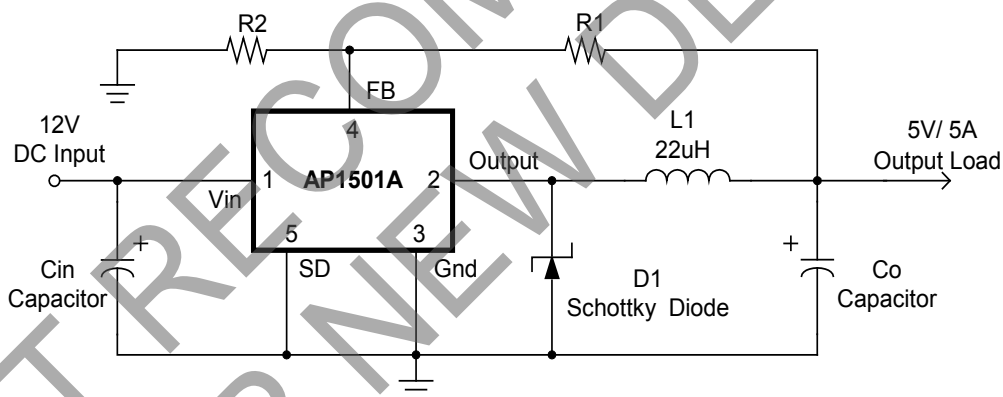 R2
R1
FB
12V
DC Input
4
L1
22uH
5V/ 5A
Output Load
Output
Vin
1
AP1501A
2
5
3
SD
Gnd
+
Cin
Capacitor
D1
Schottky Diode
+
Co
Capacitor